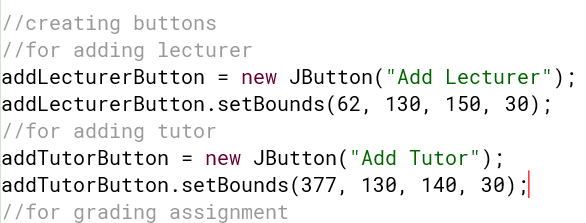 //creating buttons
//for adding lecturer
addLecturerButton = new JButton("Add Lecturer");
addLecturerButton.setBounds(62, 130, 150, 30);
//for adding tutor
addTutorButton = new JButton("Add Tutor");
addTutorButton.setBounds(377, 130, 140, 30);
//for grading assignment